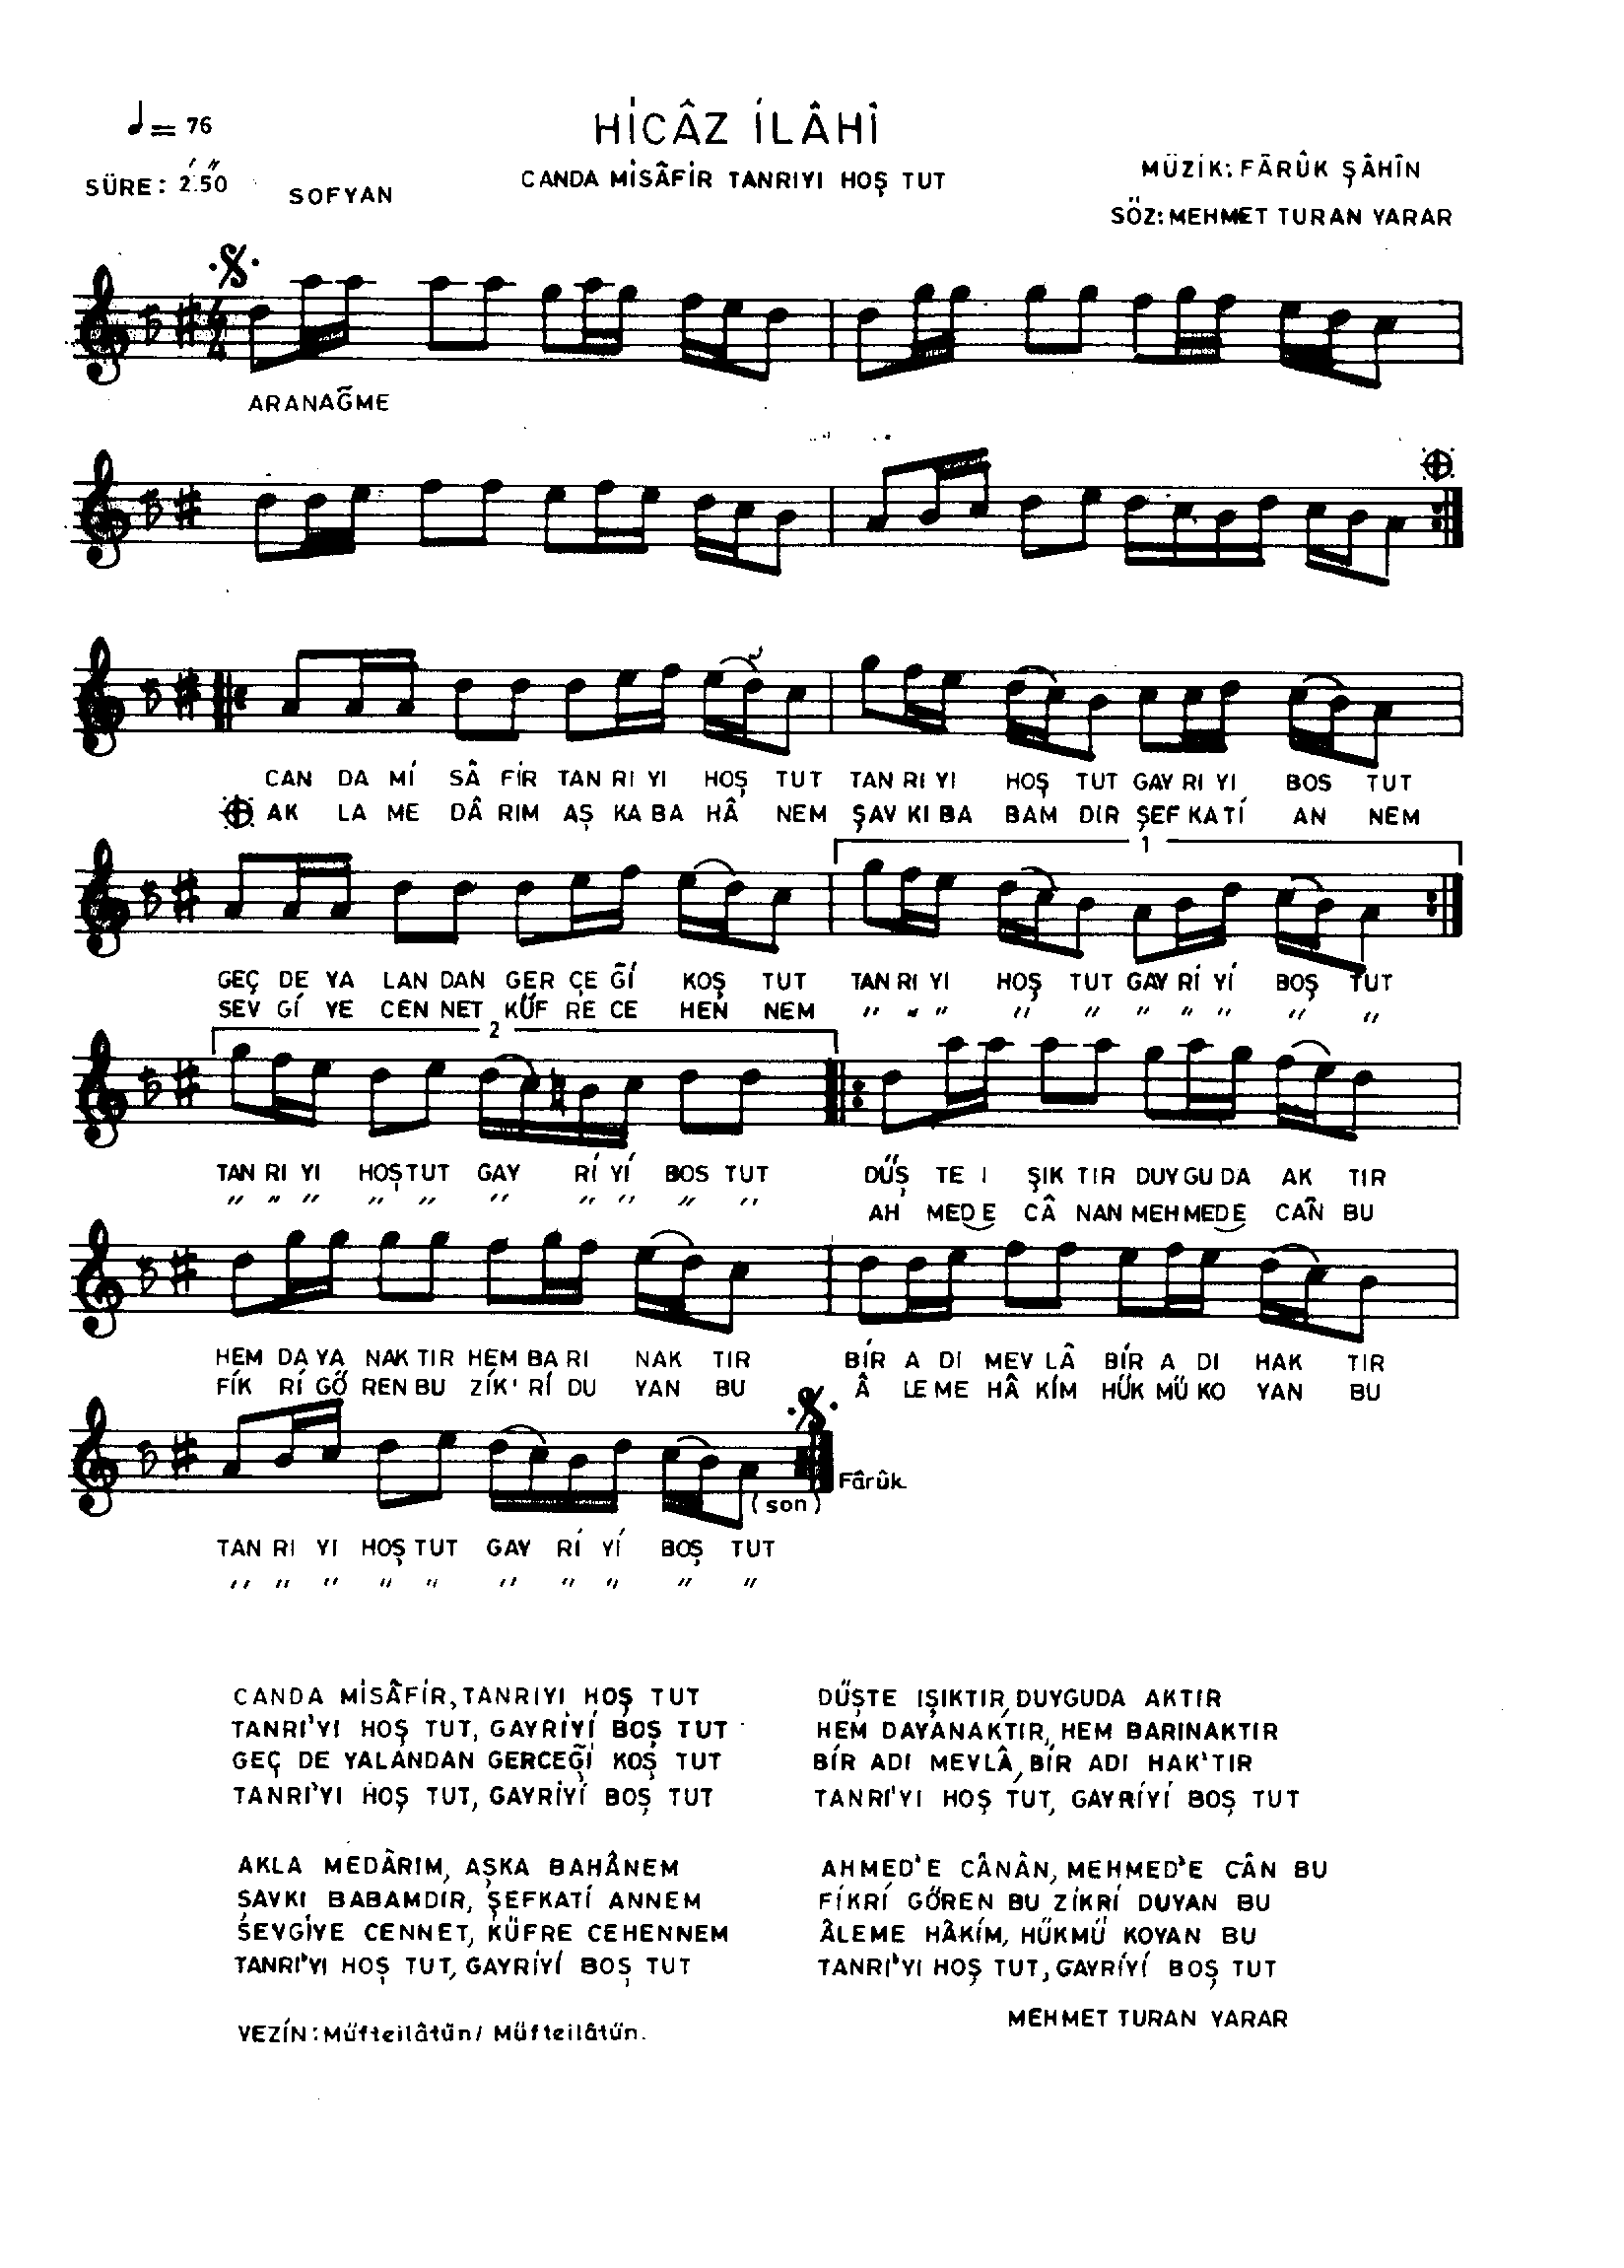 ♩ = 76
HİCÂZ İLÂHÎ
SÜRE: 2'.50"
SOFYAN
CANDA MİSÂFİR TANRIYI HOŞ TUT
MÜZİK: FÂRÛK ŞÂHÎN
SÖZ: MEHMET TURAN YARAR
ARANAĞME
CAN DA Mİ SÂ FİR TAN RI YI HOŞ TUT TAN RI YI HOŞ TUT GAY RI YI BOS TUT
AK LA ME DÂ RIM AŞ KA BA HÂ NEM ŞAV KI BA BAM DIR ŞEF KA Tİ AN NEM
1
GEÇ DE YA LAN DAN GER ÇE Ğİ KOŞ TUT TAN RI YI HOŞ TUT GAY Rİ Yİ BOŞ TUT
SEV Gİ YE CEN NET KÜF RE CE HEN NEM " " " " " " " " " "
2
TAN RI YI HOŞ TUT GAY Rİ Yİ BOS TUT DÜŞ TE I ŞIK TIR DUY GU DA AK TIR
" " " " " " " " " " AH MED E CÂ NAN MEH MED E CÂN BU
HEM DA YA NAK TIR HEM BA RI NAK TIR BİR A DI MEV LÂ BİR A DI HAK TIR
FİK Rİ GÖ REN BU ZİK' Rİ DU YAN BU Â LE ME HÂ KİM HÜK MÜ KO YAN BU
Fârûk
(son)
TAN RI YI HOŞ TUT GAY Rİ Yİ BOŞ TUT
" " " " " " " " " "
CANDA MİSÂFİR, TANRIYI HOŞ TUT
TANRI'YI HOŞ TUT, GAYRİYİ BOŞ TUT
GEÇ DE YALANDAN GERÇEĞİ KOŞ TUT
TANRI'YI HOŞ TUT, GAYRİYİ BOŞ TUT
AKLA MEDÂRIM, AŞKA BAHÂNEM
ŞAVKI BABAMDIR, ŞEFKATİ ANNEM
SEVGİYE CENNET, KÜFRE CEHENNEM
TANRI'YI HOŞ TUT, GAYRİYİ BOŞ TUT
VEZİN: Müfteilâtün/ Müfteilâtün.
DÜŞTE IŞIKTIR, DUYGUDA AKTIR
HEM DAYANAKTIR, HEM BARINAKTIR
BİR ADI MEVLÂ, BİR ADI HAK'TIR
TANRI'YI HOŞ TUT, GAYRİYİ BOŞ TUT
AHMED'E CÂNÂN, MEHMED'E CÂN BU
FİKRİ GÖREN BU ZİKRİ DUYAN BU
ÂLEME HÂKİM, HÜKMÜ KOYAN BU
TANRI'YI HOŞ TUT, GAYRİYİ BOŞ TUT
MEHMET TURAN YARAR